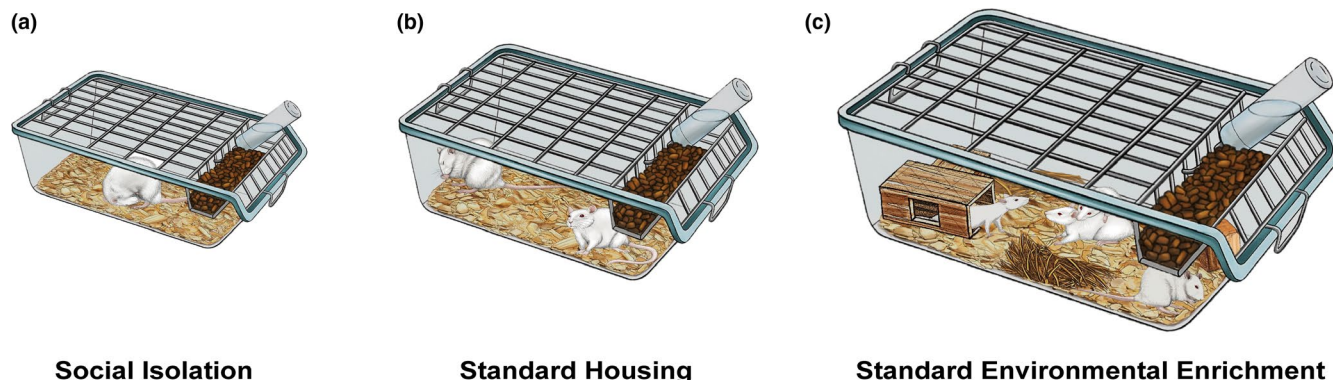 (a)
(b)
(c)
Social Isolation
Standard Housing
Standard Environmental Enrichment